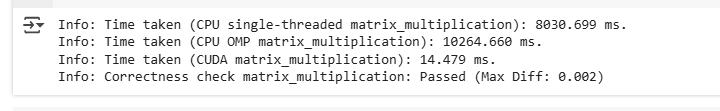 Info: Time taken (CPU single-threaded matrix_multiplication): 8030.699 ms.
Info: Time taken (CPU OMP matrix_multiplication): 10264.660 ms.
Info: Time taken (CUDA matrix_multiplication): 14.479 ms.
Info: Correctness check matrix_multiplication: Passed (Max Diff: 0.002)